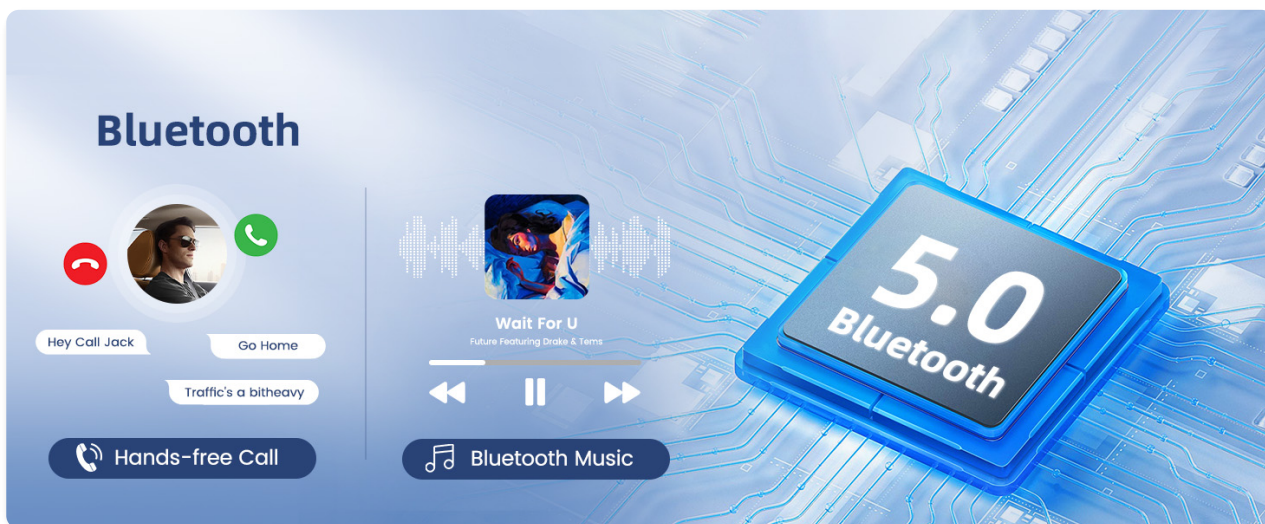 Bluetooth
Hey Call Jack
Go Home
Traffic's a bitheavy
Hands-free Call
Wait For U
Future Featuring Drake & Tems
Bluetooth Music
5.0
Bluetooth